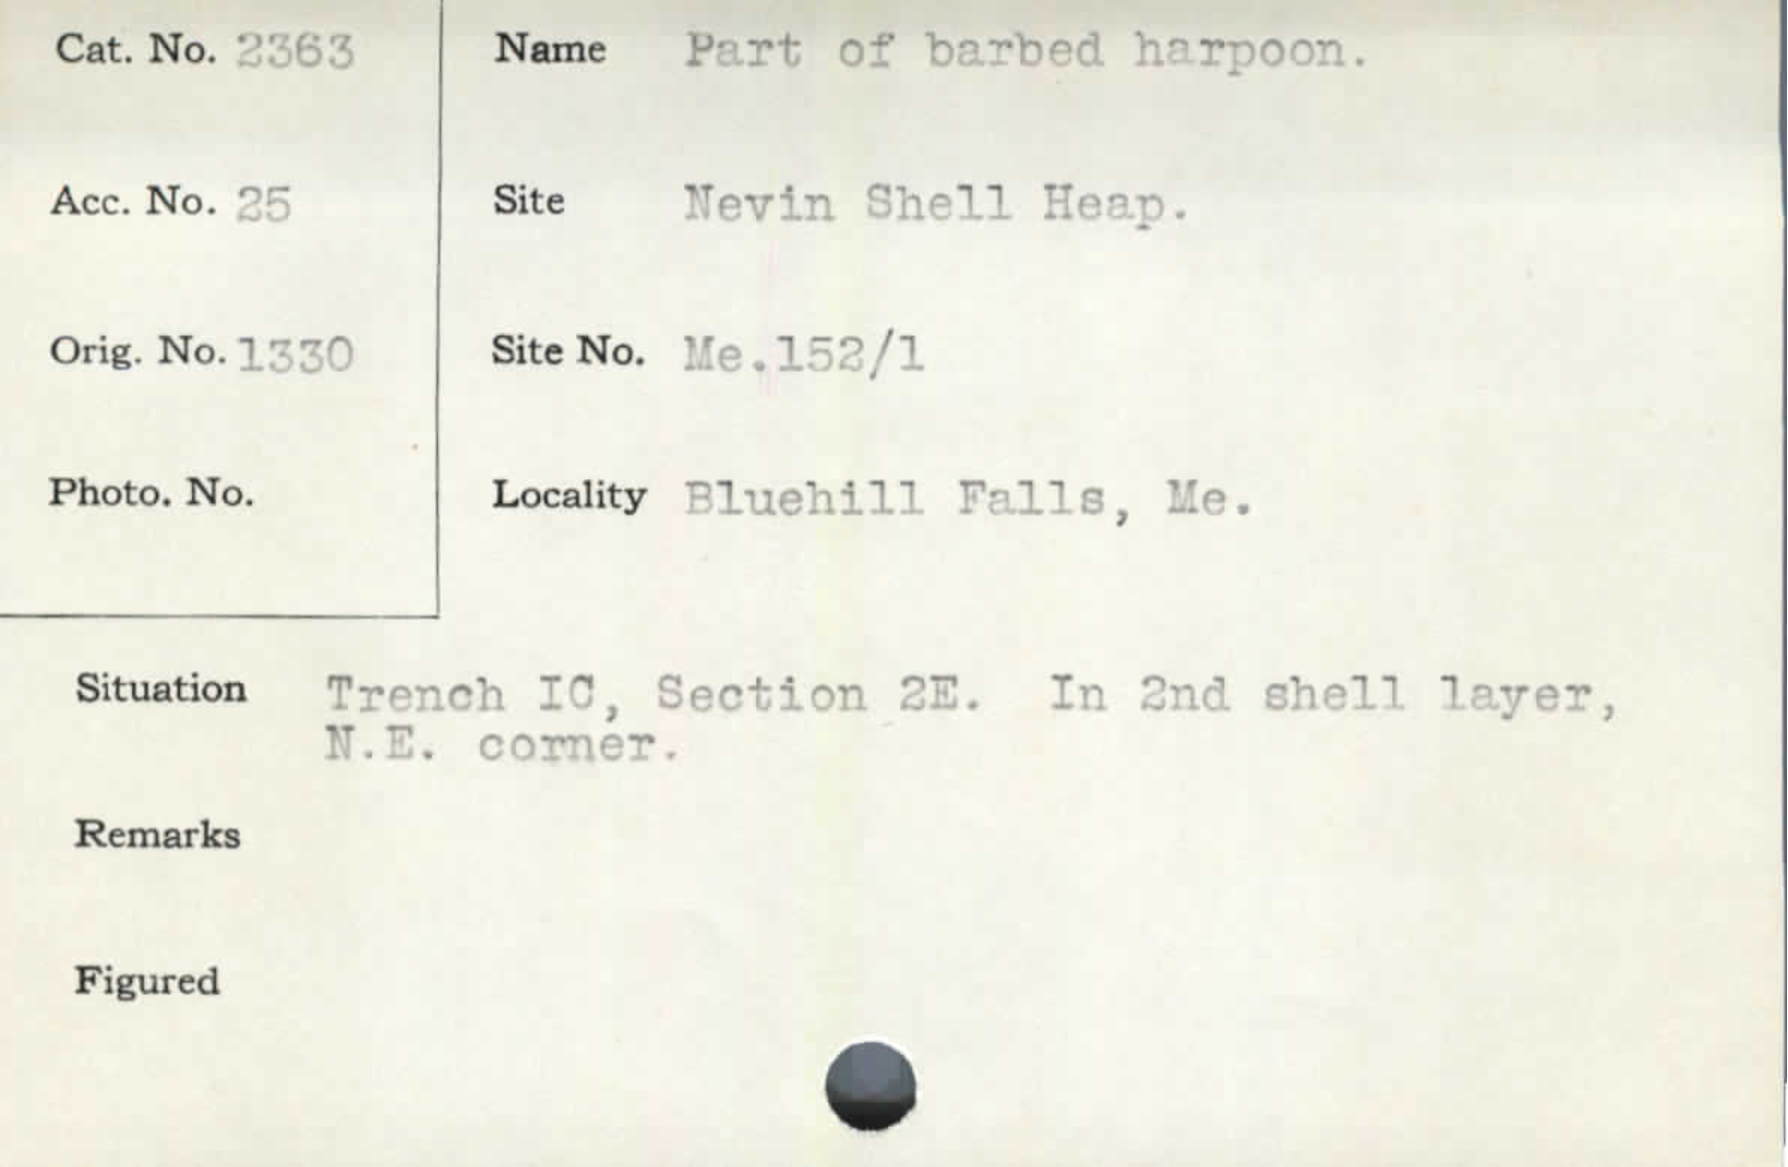 Cat. No. 2363
Name Part of barbed harpoon.
Acc. No. 25
Site Nevin Shell Heap.
Orig. No. 1330
Site No. Me.152/1
Photo. No.
Locality Bluehill Falls, Me.
Situation Trench IC, Section 2E. In 2nd shell layer,
N.E. corner.
Remarks
Figured